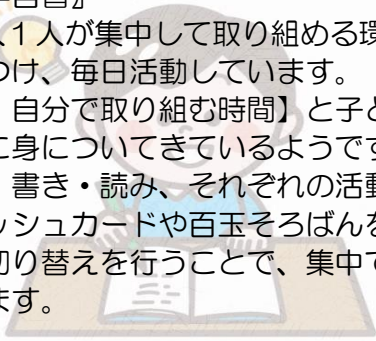 人１人が集中して取り組める環
つけ、毎日活動しています。
自分で取り組む時間】と子ど
に身についてきているようです
書き・読み、それぞれの活動
ッシュカードや百玉そろばんを
切り替えを行うことで、集中で
ます。